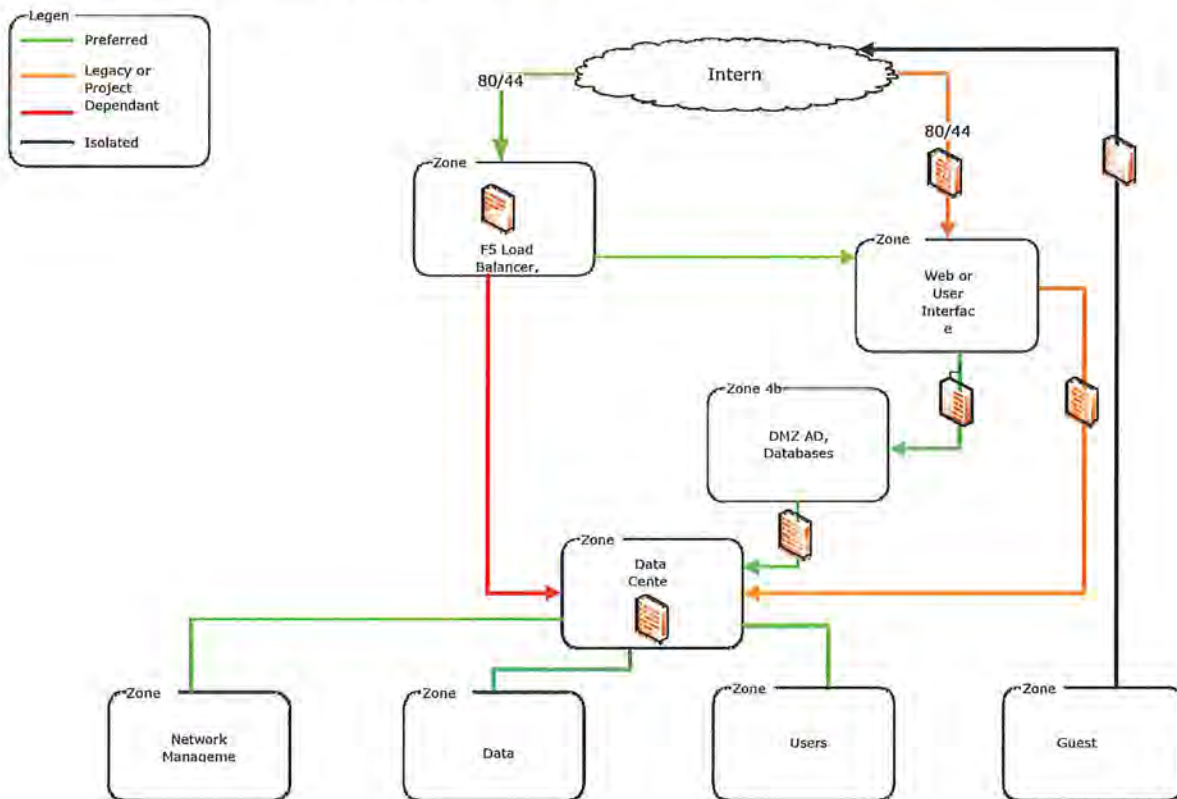 Legen
Preferred
Legacy or
Project
Dependant
Isolated
Intern
80/44
80/44
Zone
F5 Load
Balancer,
Zone
Web or
User
Interfac
e
Zone 4b
DMZ AD,
Databases
Zone
Data
Cente
Zone
Network
Manageme
Zone
Data
Zone
Users
Zone
Guest